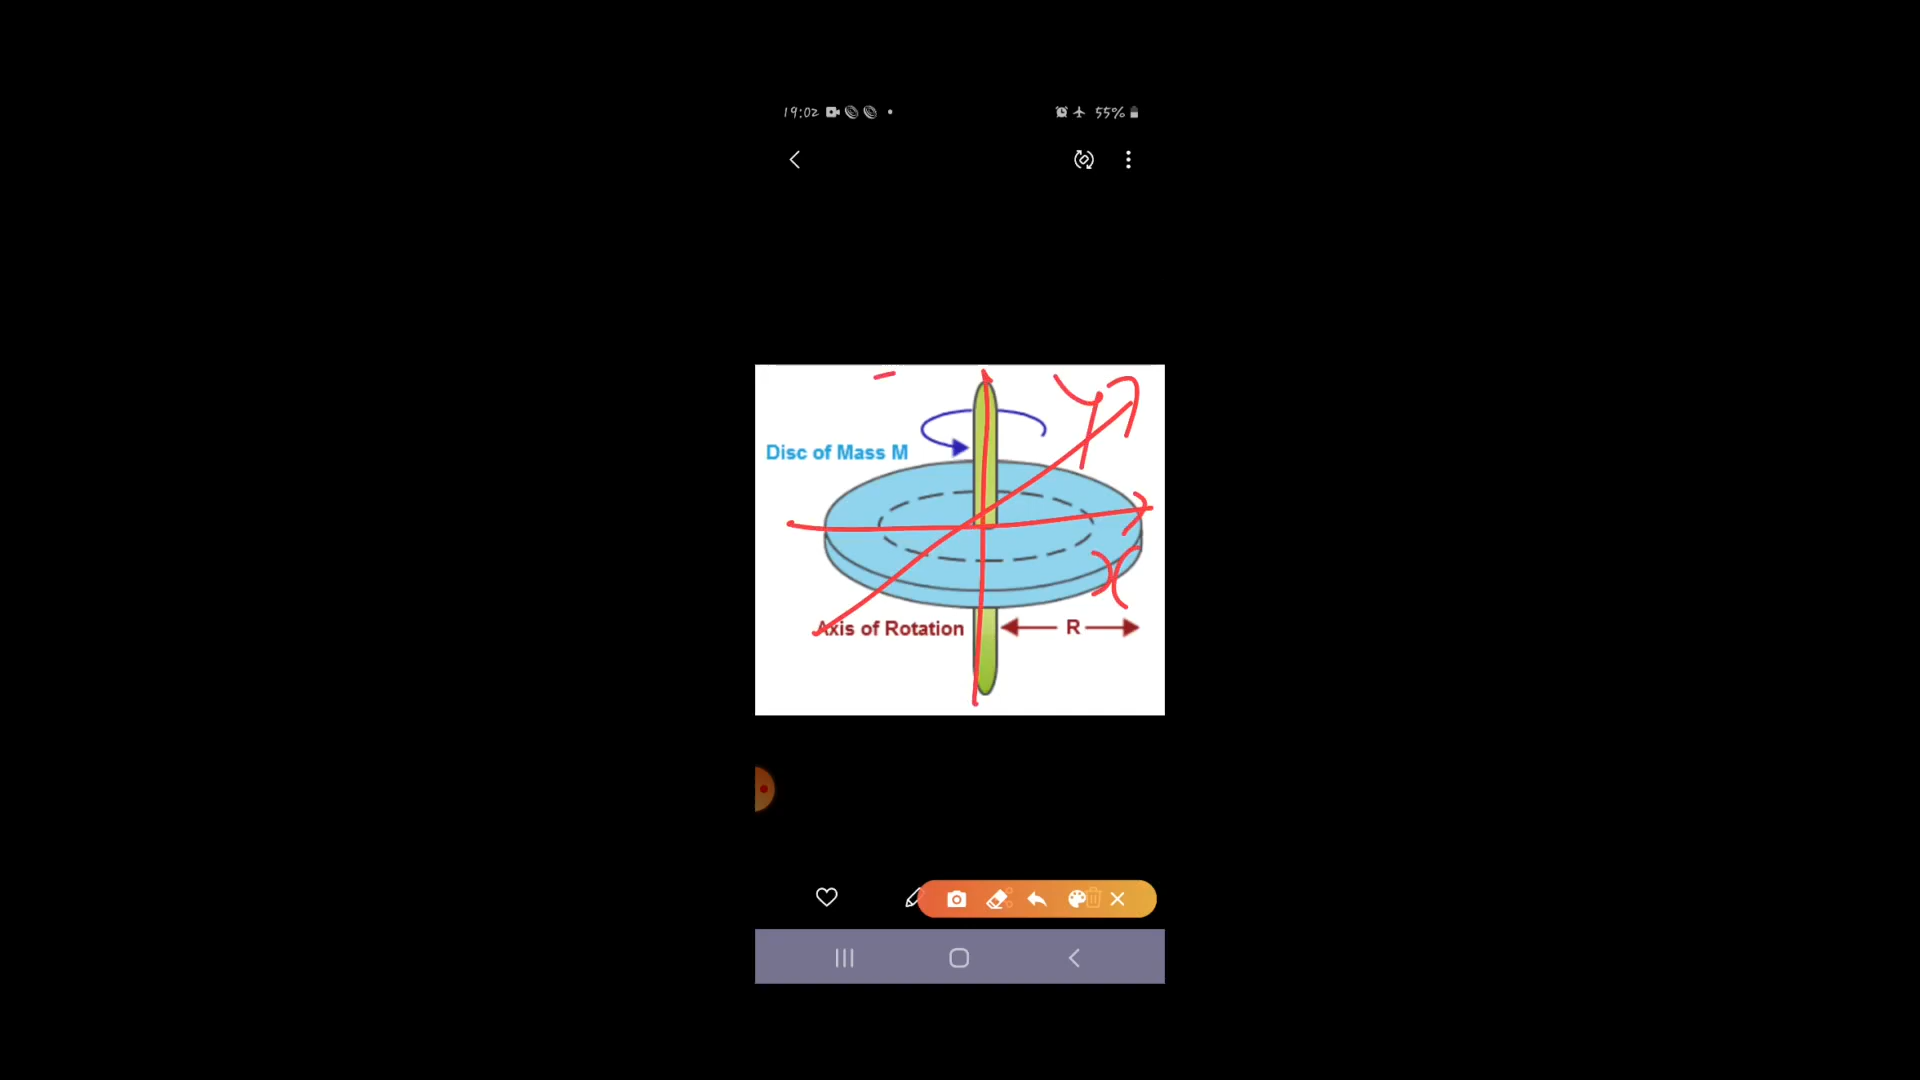 19:02 55%
y
Disc of Mass M
x
Axis of Rotation R